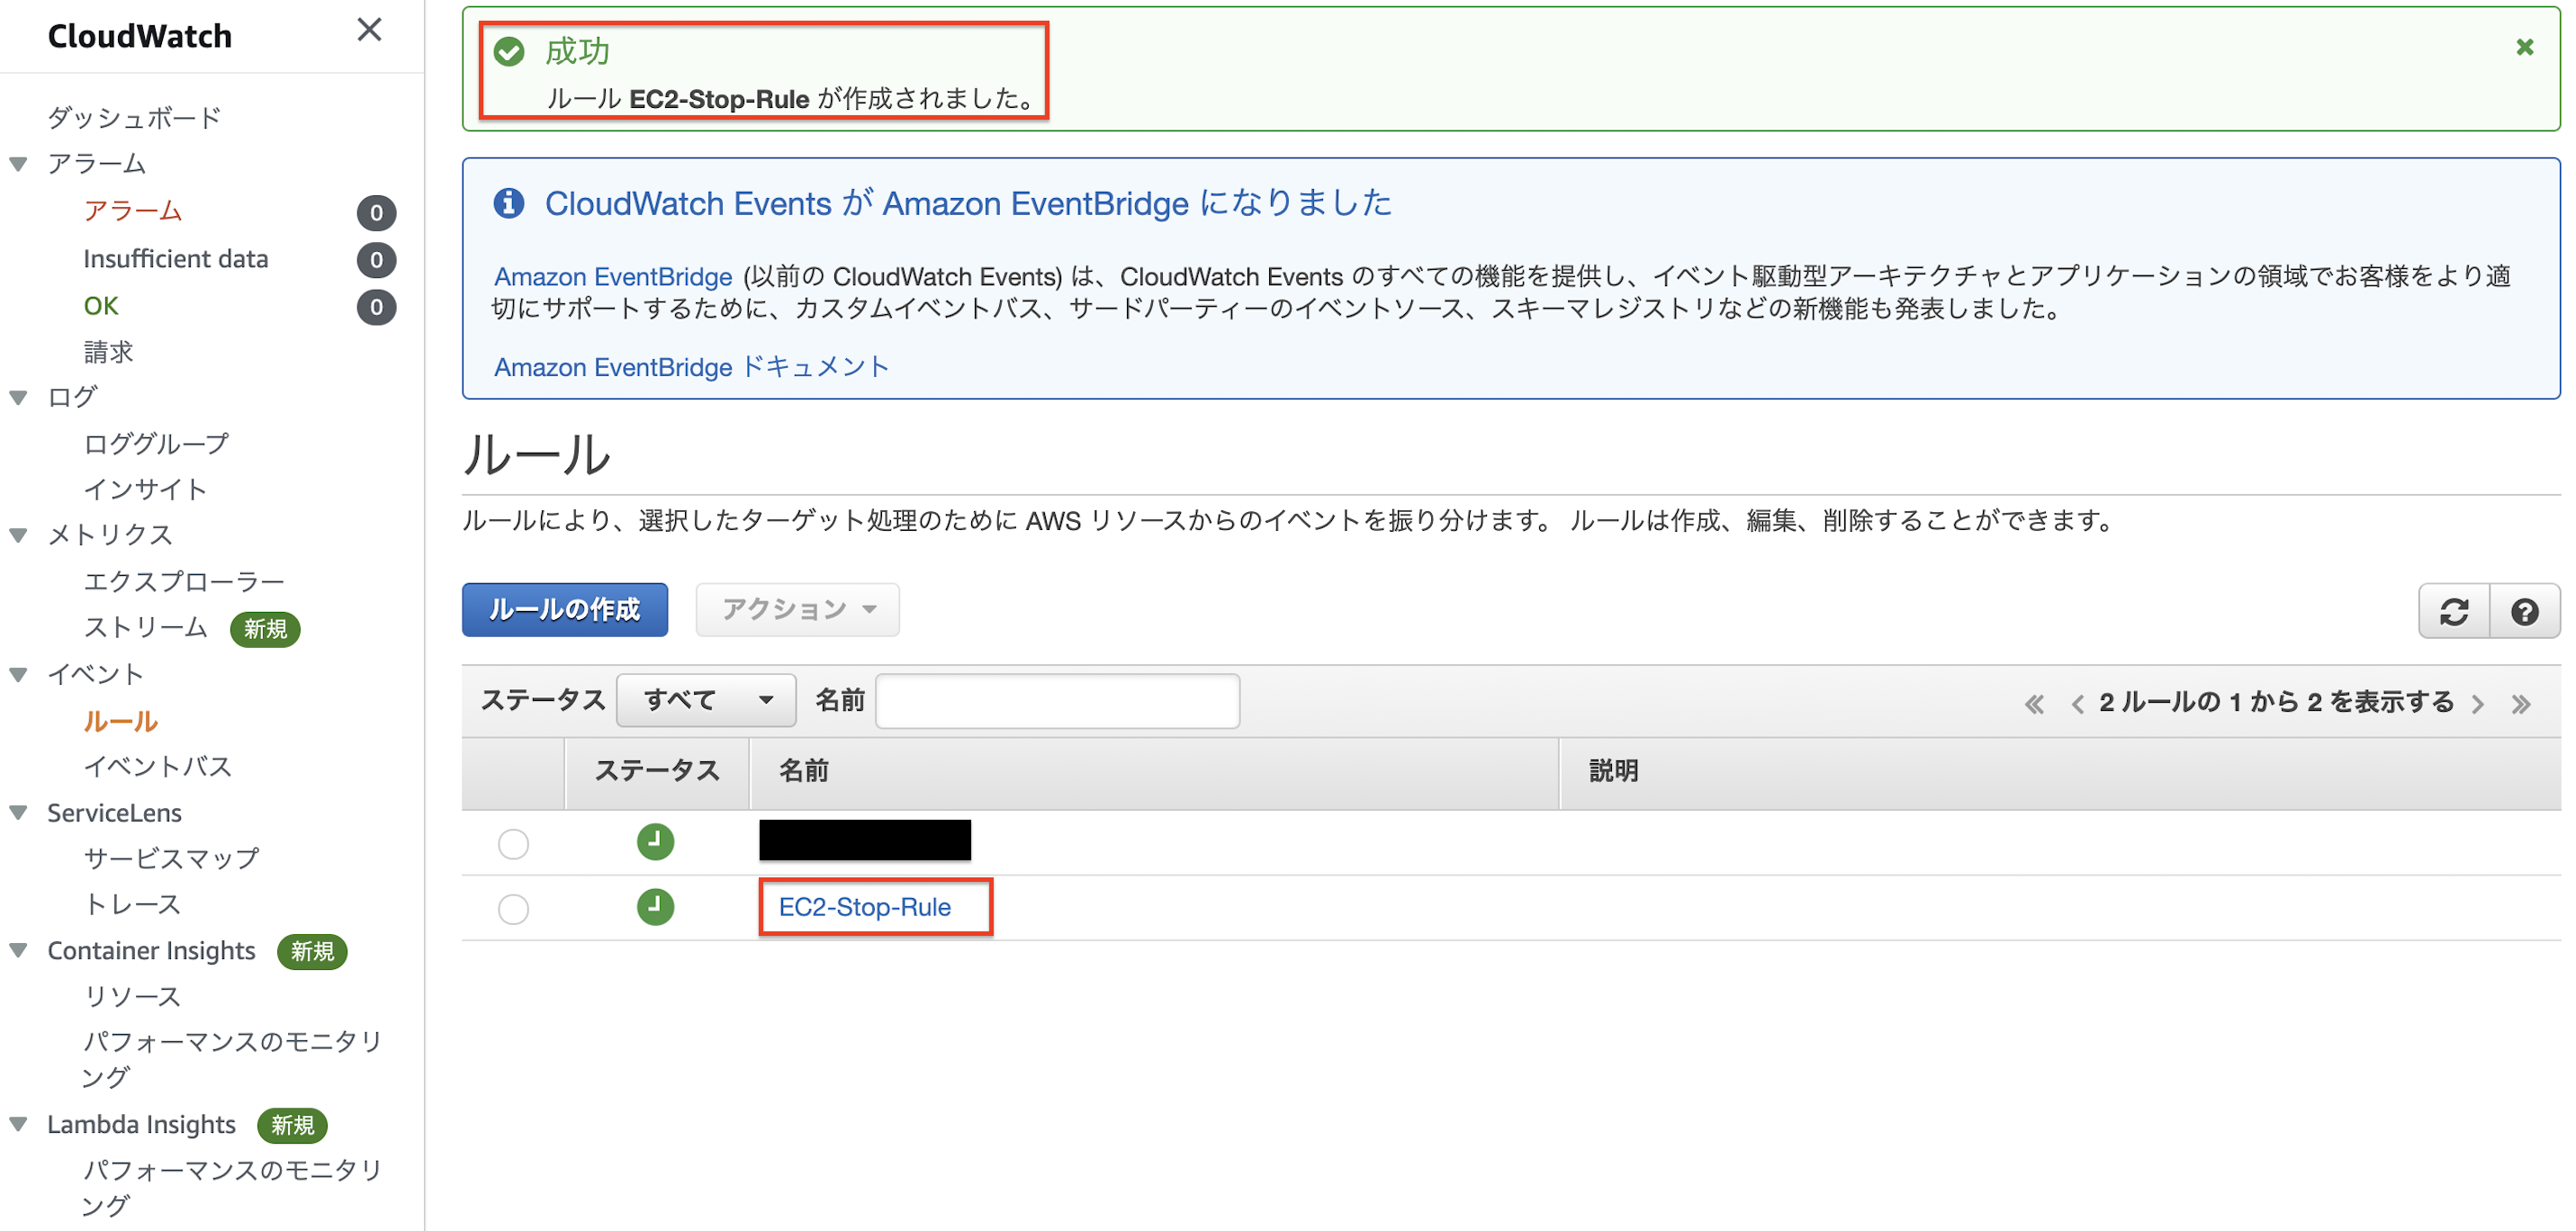 CloudWatch
ダッシュボード
アラーム
アラーム 0
Insufficient data 0
OK 0
請求
ログ
ロググループ
インサイト
メトリクス
エクスプローラー
ストリーム 新規
イベント
ルール
イベントバス
ServiceLens
サービスマップ
トレース
Container Insights 新規
リソース
パフォーマンスのモニタリ
ング
Lambda Insights 新規
パフォーマンスのモニタリ
ング
成功
ルール EC2-Stop-Rule が作成されました。
CloudWatch Events が Amazon EventBridge になりました
Amazon EventBridge (以前の CloudWatch Events) は、CloudWatch Events のすべての機能を提供し、イベント駆動型アーキテクチャとアプリケーションの領域でお客様をより適
切にサポートするために、カスタムイベントバス、サードパーティーのイベントソース、スキーマレジストリなどの新機能も発表しました。
Amazon EventBridge ドキュメント
ルール
ルールにより、選択したターゲット処理のために AWS リソースからのイベントを振り分けます。 ルールは作成、編集、削除することができます。
ルールの作成 アクション
ステータス すべて 名前 « < 2 ルールの 1 から 2 を表示する > »
ステータス 名前 説明
EC2-Stop-Rule